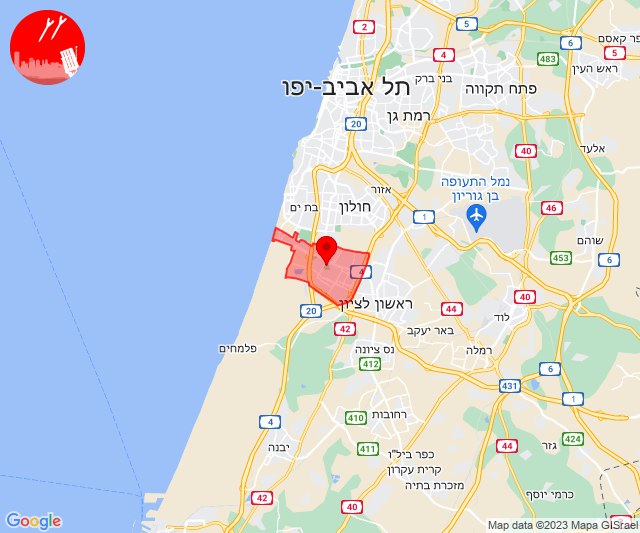 2
4
6
כפר קאסם
5
483
ראש העין
בני ברק
פתח תקווה
תל אביב-יפו
רמת גן
20
40
אלעד
אזור
נמל התעופה
בן גוריון
46
בת ים
חולון
1
שוהם
453
6
4
40
ראשון לציון
44
20
לוד
42
באר יעקב
רמלה
פלמחים
נס ציונה
412
6
431
1
4
410
רחובות
יבנה
411
כפר ביל"ו
קרית עקרון
44
גזר
424
מזכרת בתיה
42
40
כרמי יוסף
3
Google
Map data ©2023 Mapa GISrael